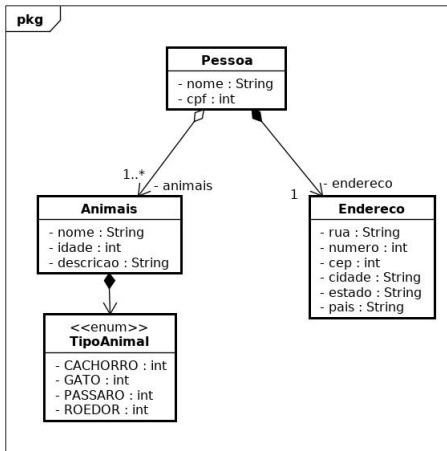 pkg
Pessoa
- nome : String
- cpf : int
1..*
- animais
- endereco
1
Animais
- nome : String
- idade : int
- descricao : String
Endereco
- rua : String
- numero : int
- cep : int
- cidade : String
- estado : String
- pais : String
<<enum>>
TipoAnimal
- CACHORRO : int
- GATO : int
- PASSARO : int
- ROEDOR : int